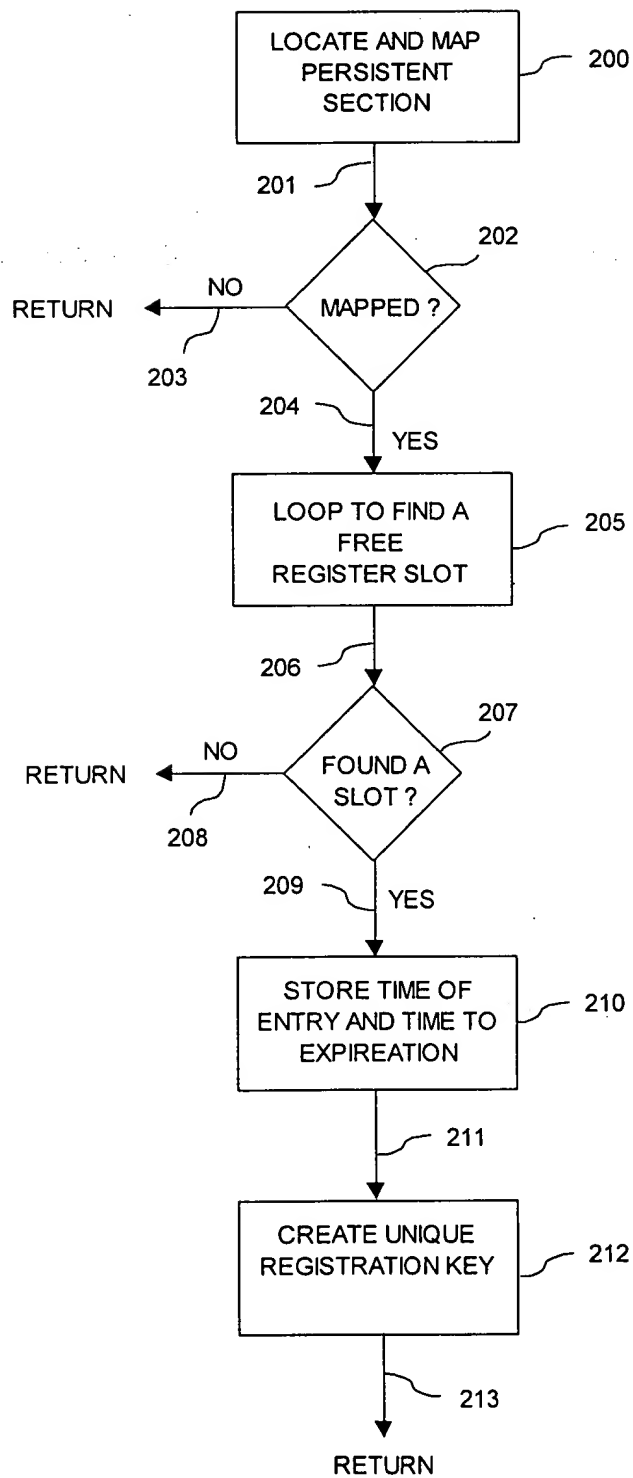 LOCATE AND MAP
PERSISTENT
SECTION
200
201
202
MAPPED ?
NO
RETURN
203
204
YES
LOOP TO FIND A
FREE
REGISTER SLOT
205
206
207
FOUND A
SLOT ?
NO
RETURN
208
209
YES
STORE TIME OF
ENTRY AND TIME TO
EXPIREATION
210
211
CREATE UNIQUE
REGISTRATION KEY
212
213
RETURN